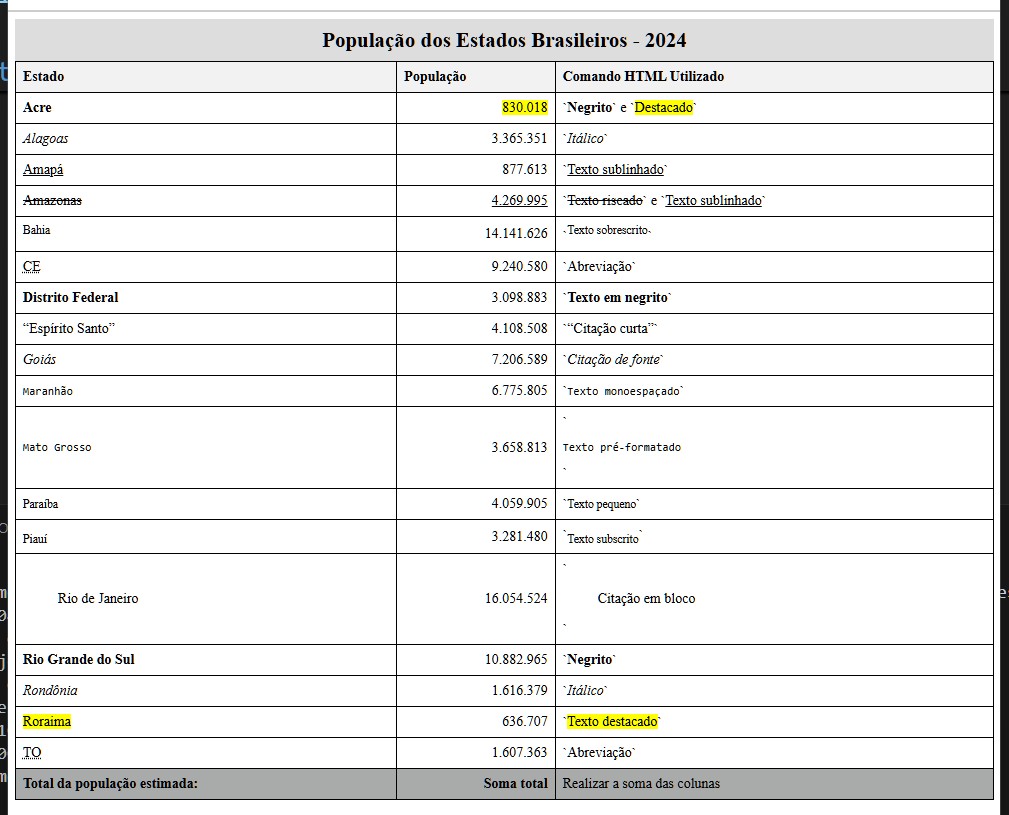 População dos Estados Brasileiros - 2024
Estado População Comando HTML Utilizado
Acre 830.018 `Negrito` e `Destacado`
Alagoas 3.365.351 `Itálico`
Amapá 877.613 `Texto sublinhado`
Amazonas 4.269.995 `Texto riscado` e `Texto sublinhado`
Bahia 14.141.626 `Texto sobrescrito`
CE 9.240.580 `Abreviação`
Distrito Federal 3.098.883 `Texto em negrito`
“Espírito Santo” 4.108.508 `“Citação curta”`
Goiás 7.206.589 `Citação de fonte`
Maranhão 6.775.805 `Texto monoespaçado`
`
Mato Grosso 3.658.813 Texto pré-formatado
`
Paraíba 4.059.905 `Texto pequeno`
Piauí 3.281.480 `Texto subscrito`
`
Rio de Janeiro 16.054.524 Citação em bloco
`
Rio Grande do Sul 10.882.965 `Negrito`
Rondônia 1.616.379 `Itálico`
Roraima 636.707 `Texto destacado`
TO 1.607.363 `Abreviação`
Total da população estimada: Soma total Realizar a soma das colunas